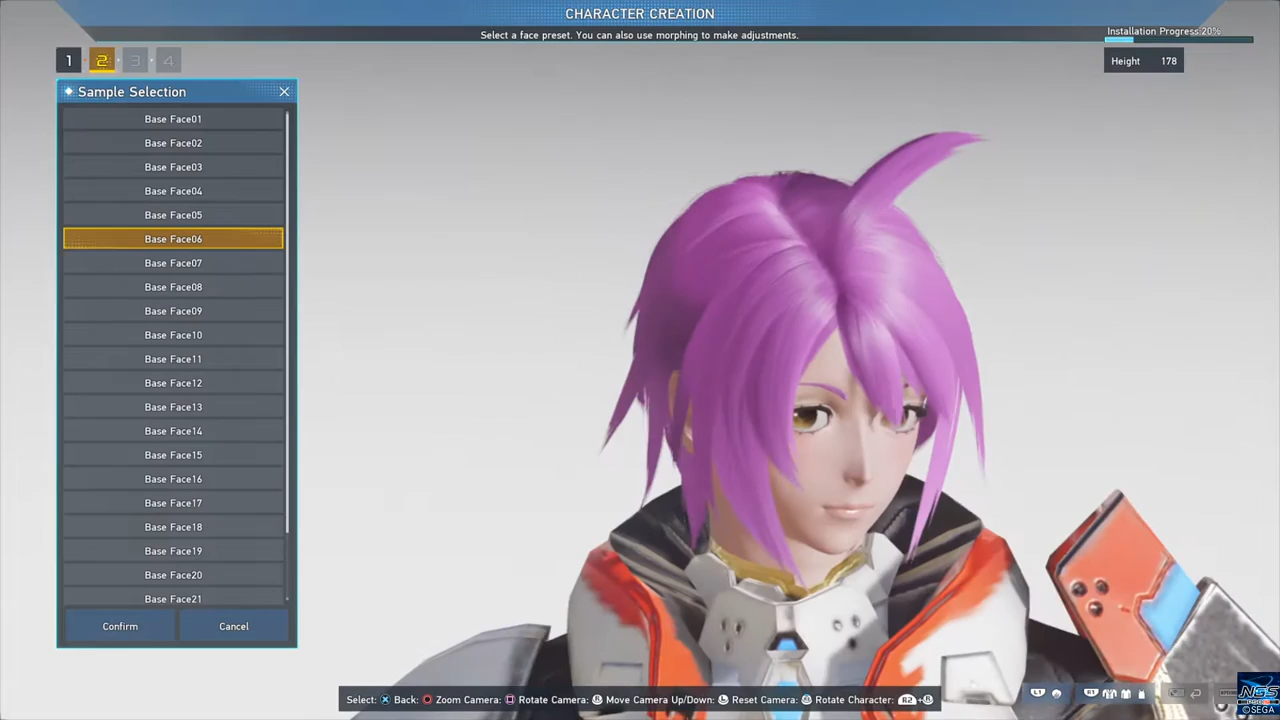 CHARACTER CREATION
Select a face preset. You can also use morphing to make adjustments.
Installation Progress:20%
Height 178
1 2 3 4
Sample Selection
Base Face01
Base Face02
Base Face03
Base Face04
Base Face05
Base Face06
Base Face07
Base Face08
Base Face09
Base Face10
Base Face11
Base Face12
Base Face13
Base Face14
Base Face15
Base Face16
Base Face17
Base Face18
Base Face19
Base Face20
Base Face21
Confirm Cancel
Select: Back: Zoom Camera: Rotate Camera: Move Camera Up/Down: Reset Camera: Rotate Character: R2 + R
L1 R1
NGS
©SEGA